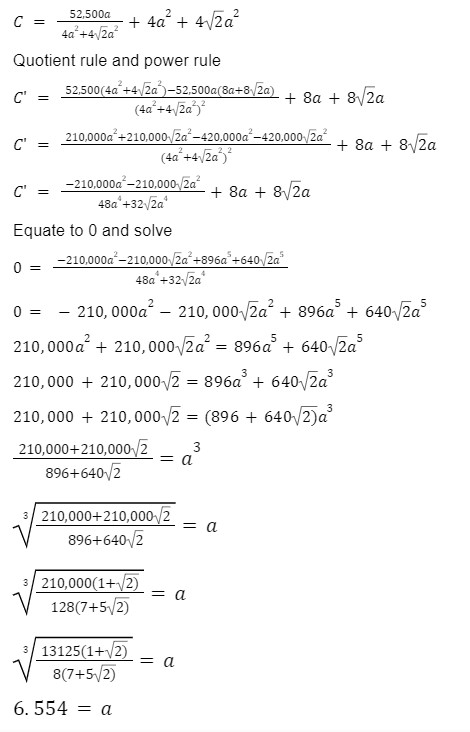 C = 52,500a/(4a²+4√2a²) + 4a² + 4√2a²
Quotient rule and power rule
C' = (52,500(4a²+4√2a²)−52,500a(8a+8√2a))/(4a²+4√2a²)² + 8a + 8√2a
C' = (210,000a²+210,000√2a²−420,000a²−420,000√2a²)/(4a²+4√2a²)² + 8a + 8√2a
C' = (−210,000a²−210,000√2a²)/(48a⁴+32√2a⁴) + 8a + 8√2a
Equate to 0 and solve
0 = (−210,000a²−210,000√2a²+896a⁵+640√2a⁵)/(48a⁴+32√2a⁴)
0 = − 210,000a² − 210,000√2a² + 896a⁵ + 640√2a⁵
210,000a² + 210,000√2a² = 896a⁵ + 640√2a⁵
210,000 + 210,000√2 = 896a³ + 640√2a³
210,000 + 210,000√2 = (896 + 640√2)a³
(210,000+210,000√2)/(896+640√2) = a³
∛((210,000+210,000√2)/(896+640√2)) = a
∛((210,000(1+√2))/(128(7+5√2))) = a
∛((13125(1+√2))/(8(7+5√2))) = a
6.554 = a